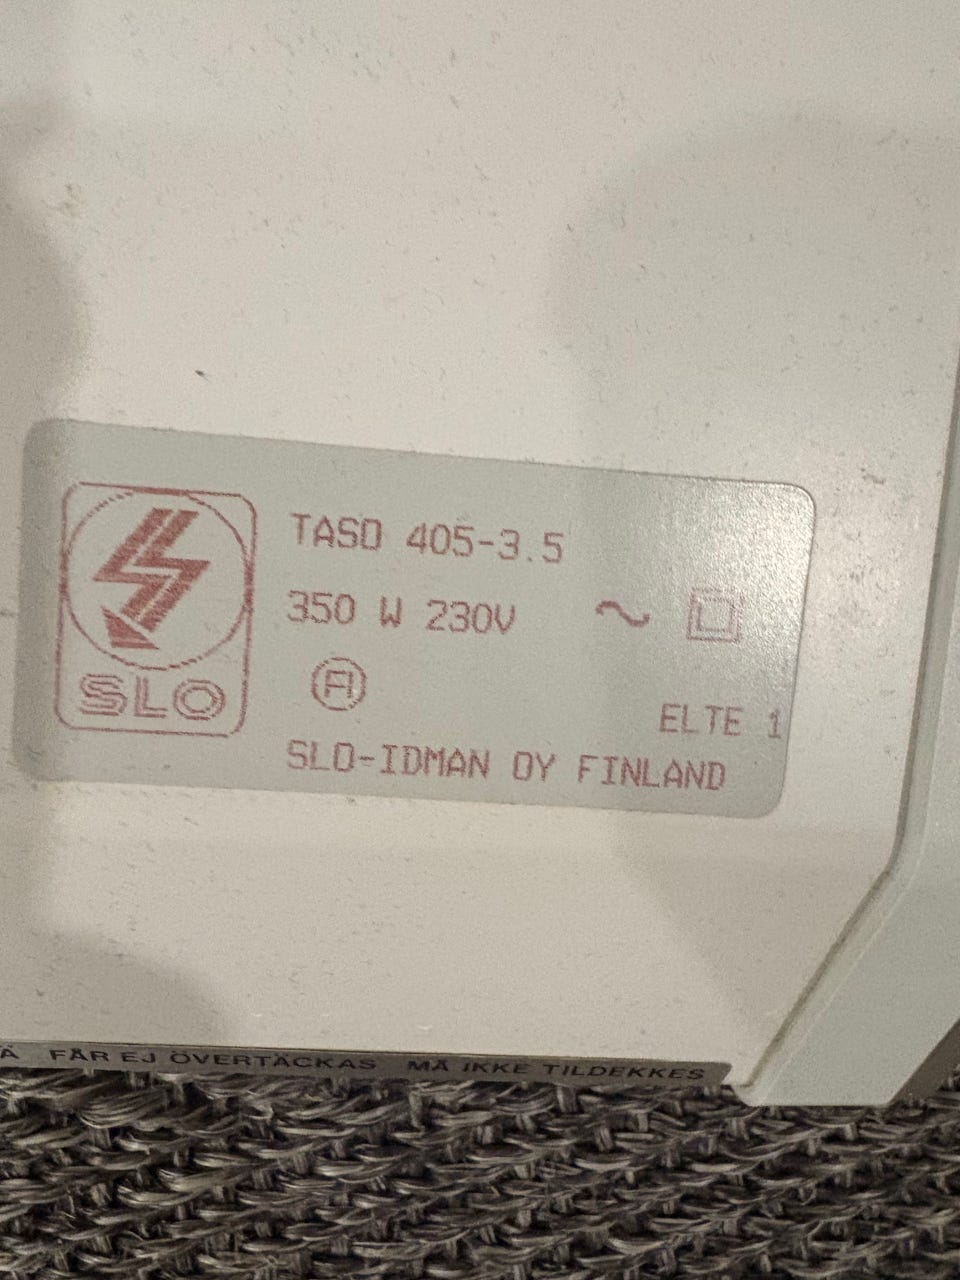 SLO
TASO 405-3.5
350 W 230V ~
FI
ELTE 1
SLO-IDMAN OY FINLAND
Ä FÅR EJ ÖVERTÄCKAS MÅ IKKE TILDEKKES